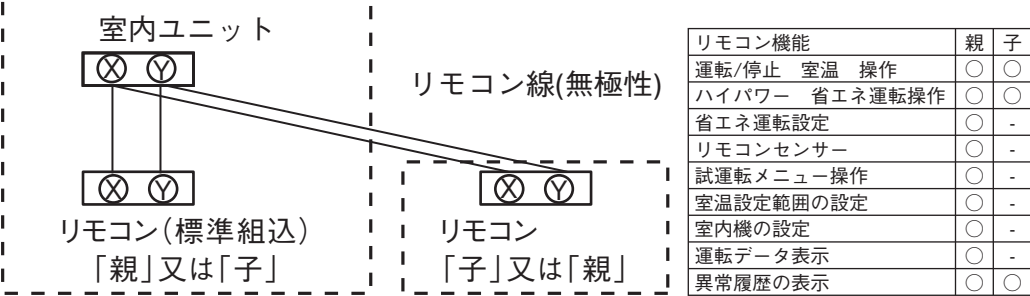 室内ユニット
X Y
リモコン線(無極性)
X Y
リモコン(標準組込)
「親」又は「子」
X Y
リモコン
「子」又は「親」
リモコン機能 親 子
運転/停止 室温 操作 ○ ○
ハイパワー 省エネ運転操作 ○ ○
省エネ運転設定 ○ -
リモコンセンサー ○ -
試運転メニュー操作 ○ -
室温設定範囲の設定 ○ -
室内機の設定 ○ -
運転データ表示 ○ -
異常履歴の表示 ○ ○